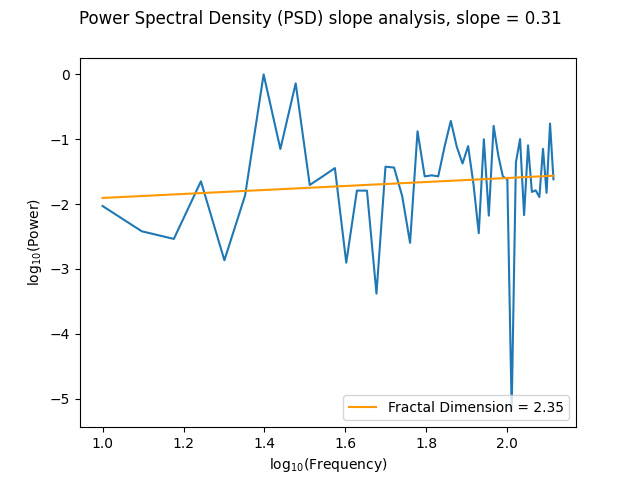 Power Spectral Density (PSD) slope analysis, slope = 0.31
0
−1
−2
−3
−4
−5
log₁₀(Power)
Fractal Dimension = 2.35
1.0 1.2 1.4 1.6 1.8 2.0
log₁₀(Frequency)